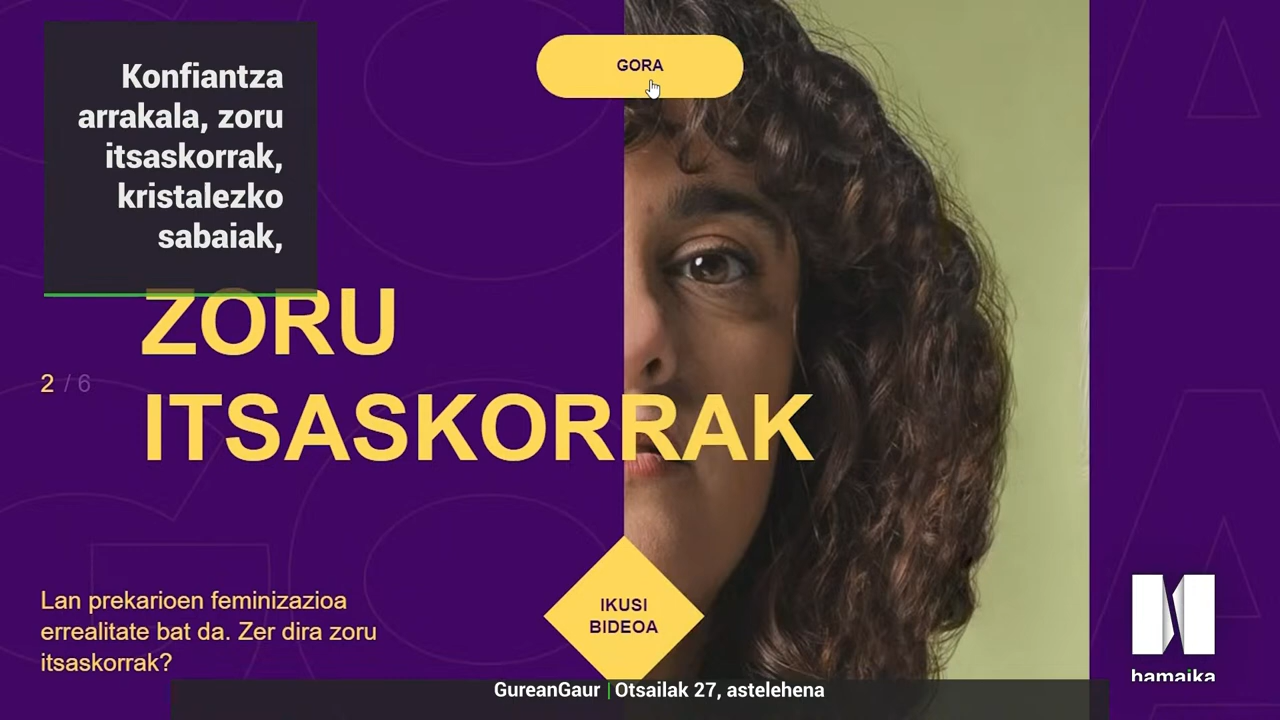 Konfiantza
arrakala, zoru
itsaskorrak,
kristalezko
sabaiak,
GORA
ZORU
ITSASKORRAK
2 / 6
Lan prekarioen feminizazioa
errealitate bat da. Zer dira zoru
itsaskorrak?
IKUSI
BIDEOA
hamaika
GureanGaur | Otsailak 27, astelehena